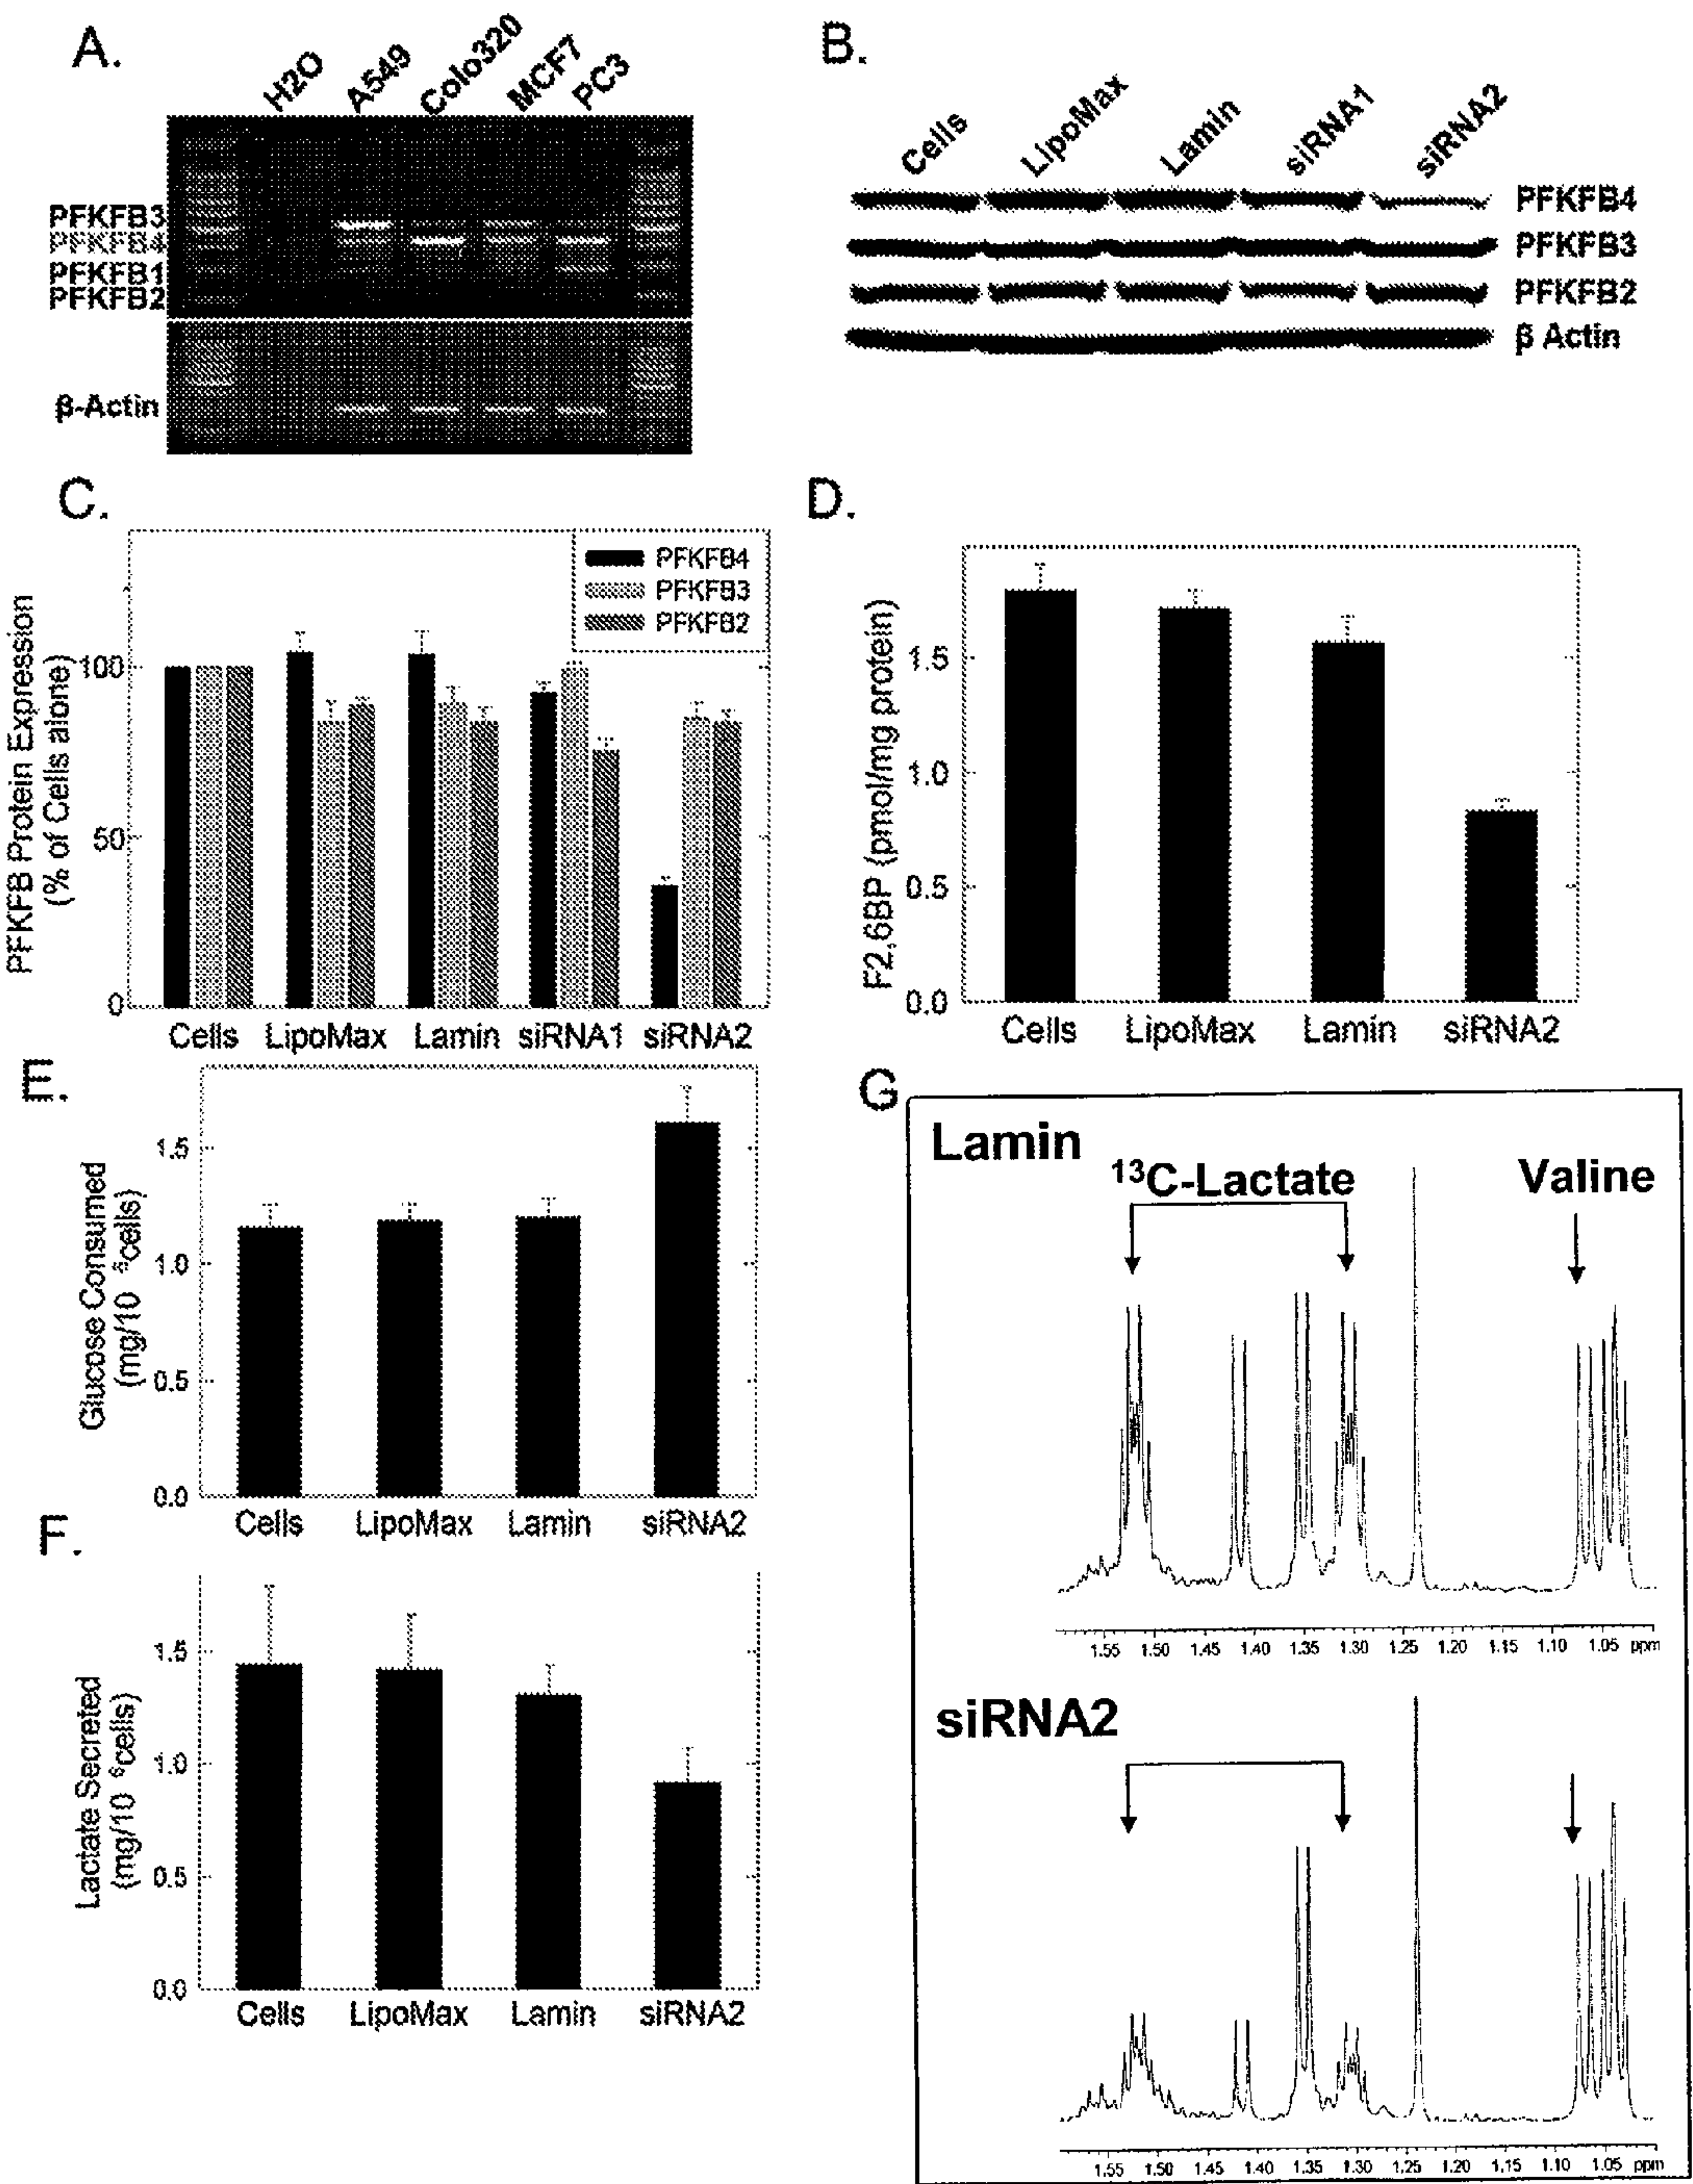 A.
H2O A549 Colo320 MCF7 PC3
PFKFB3
PFKFB4
PFKFB1
PFKFB2
β-Actin
B.
Cells LipoMax Lamin siRNA1 siRNA2
PFKFB4
PFKFB3
PFKFB2
β Actin
C.
PFKFB Protein Expression
(% of Cells alone)
100
50
0
PFKFB4
PFKFB3
PFKFB2
Cells LipoMax Lamin siRNA1 siRNA2
D.
F2,6BP (pmol/mg protein)
1.5
1.0
0.5
0.0
Cells LipoMax Lamin siRNA2
E.
Glucose Consumed
(mg/10 6cells)
1.5
1.0
0.5
0.0
Cells LipoMax Lamin siRNA2
F.
Lactate Secreted
(mg/10 6cells)
1.5
1.0
0.5
0.0
Cells LipoMax Lamin siRNA2
G
Lamin
13C-Lactate Valine
1.55 1.50 1.45 1.40 1.35 1.30 1.25 1.20 1.15 1.10 1.05 ppm
siRNA2
1.55 1.50 1.45 1.40 1.35 1.30 1.25 1.20 1.15 1.10 1.05 ppm